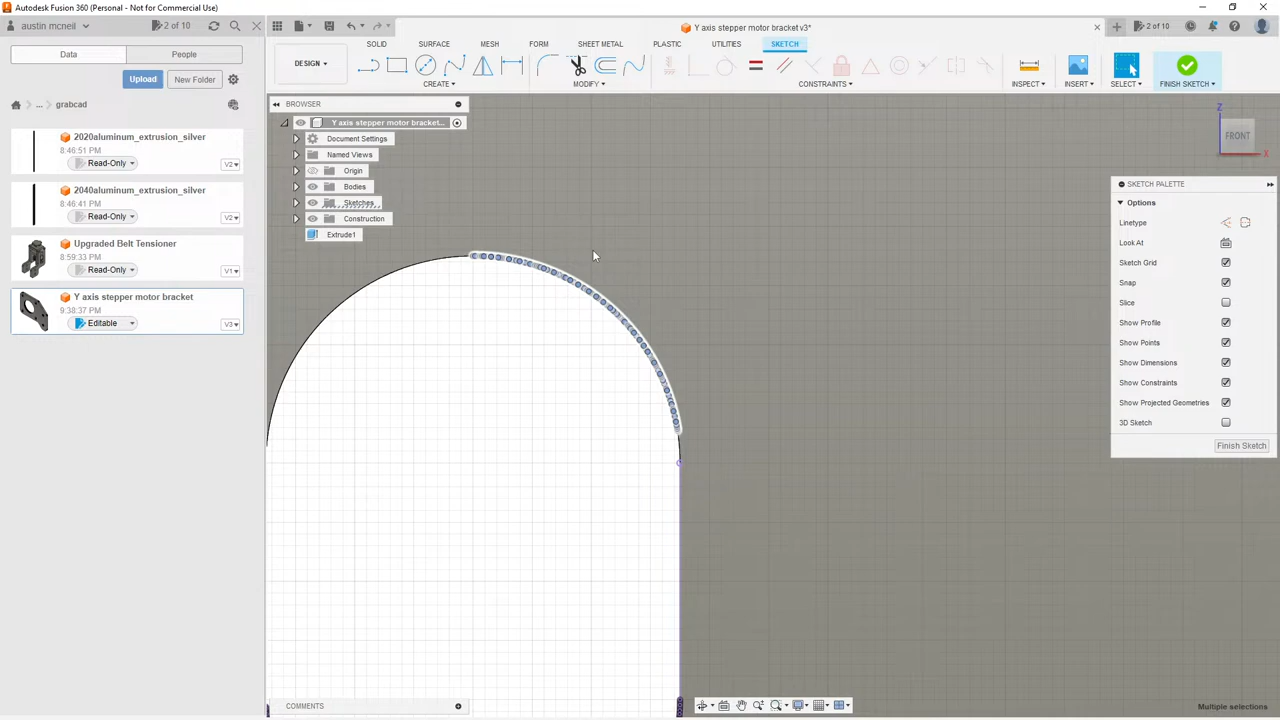 Autodesk Fusion 360 (Personal - Not for Commercial Use)
austin mcneil
2 of 10
Y axis stepper motor bracket v3*
2 of 10
Data
People
Upload
New Folder
...
grabcad
2020aluminum_extrusion_silver
8:46:51 PM
Read-Only
V2
2040aluminum_extrusion_silver
8:46:41 PM
Read-Only
V2
Upgraded Belt Tensioner
8:59:33 PM
Read-Only
V1
Y axis stepper motor bracket
9:38:37 PM
Editable
V3
DESIGN
SOLID
SURFACE
MESH
FORM
SHEET METAL
PLASTIC
UTILITIES
SKETCH
CREATE
MODIFY
CONSTRAINTS
INSPECT
INSERT
SELECT
FINISH SKETCH
BROWSER
Y axis stepper motor bracket...
Document Settings
Named Views
Origin
Bodies
Sketches
Construction
Extrude1
Z
FRONT
X
SKETCH PALETTE
Options
Linetype
Look At
Sketch Grid
Snap
Slice
Show Profile
Show Points
Show Dimensions
Show Constraints
Show Projected Geometries
3D Sketch
Finish Sketch
COMMENTS
Multiple selections